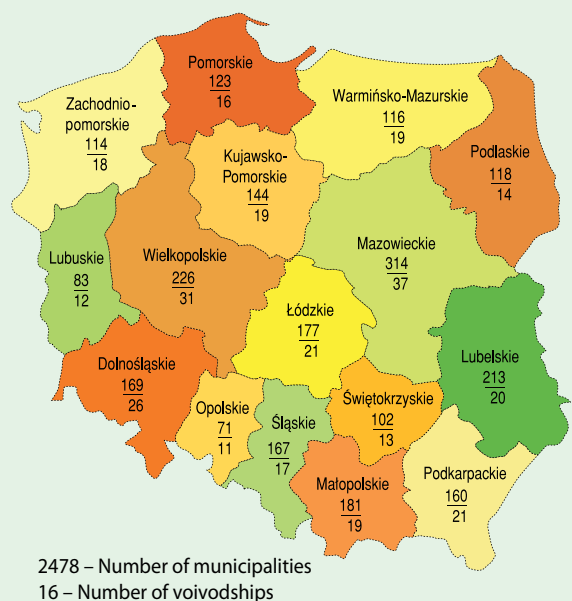 Pomorskie
123
16
Zachodnio-
pomorskie
114
18
Warmińsko-Mazurskie
116
19
Podlaskie
118
14
Kujawsko-
Pomorskie
144
19
Lubuskie
83
12
Wielkopolskie
226
31
Mazowieckie
314
37
Łódzkie
177
21
Lubelskie
213
20
Dolnośląskie
169
26
Opolskie
71
11
Śląskie
167
17
Świętokrzyskie
102
13
Małopolskie
181
19
Podkarpackie
160
21
2478 – Number of municipalities
16 – Number of voivodships